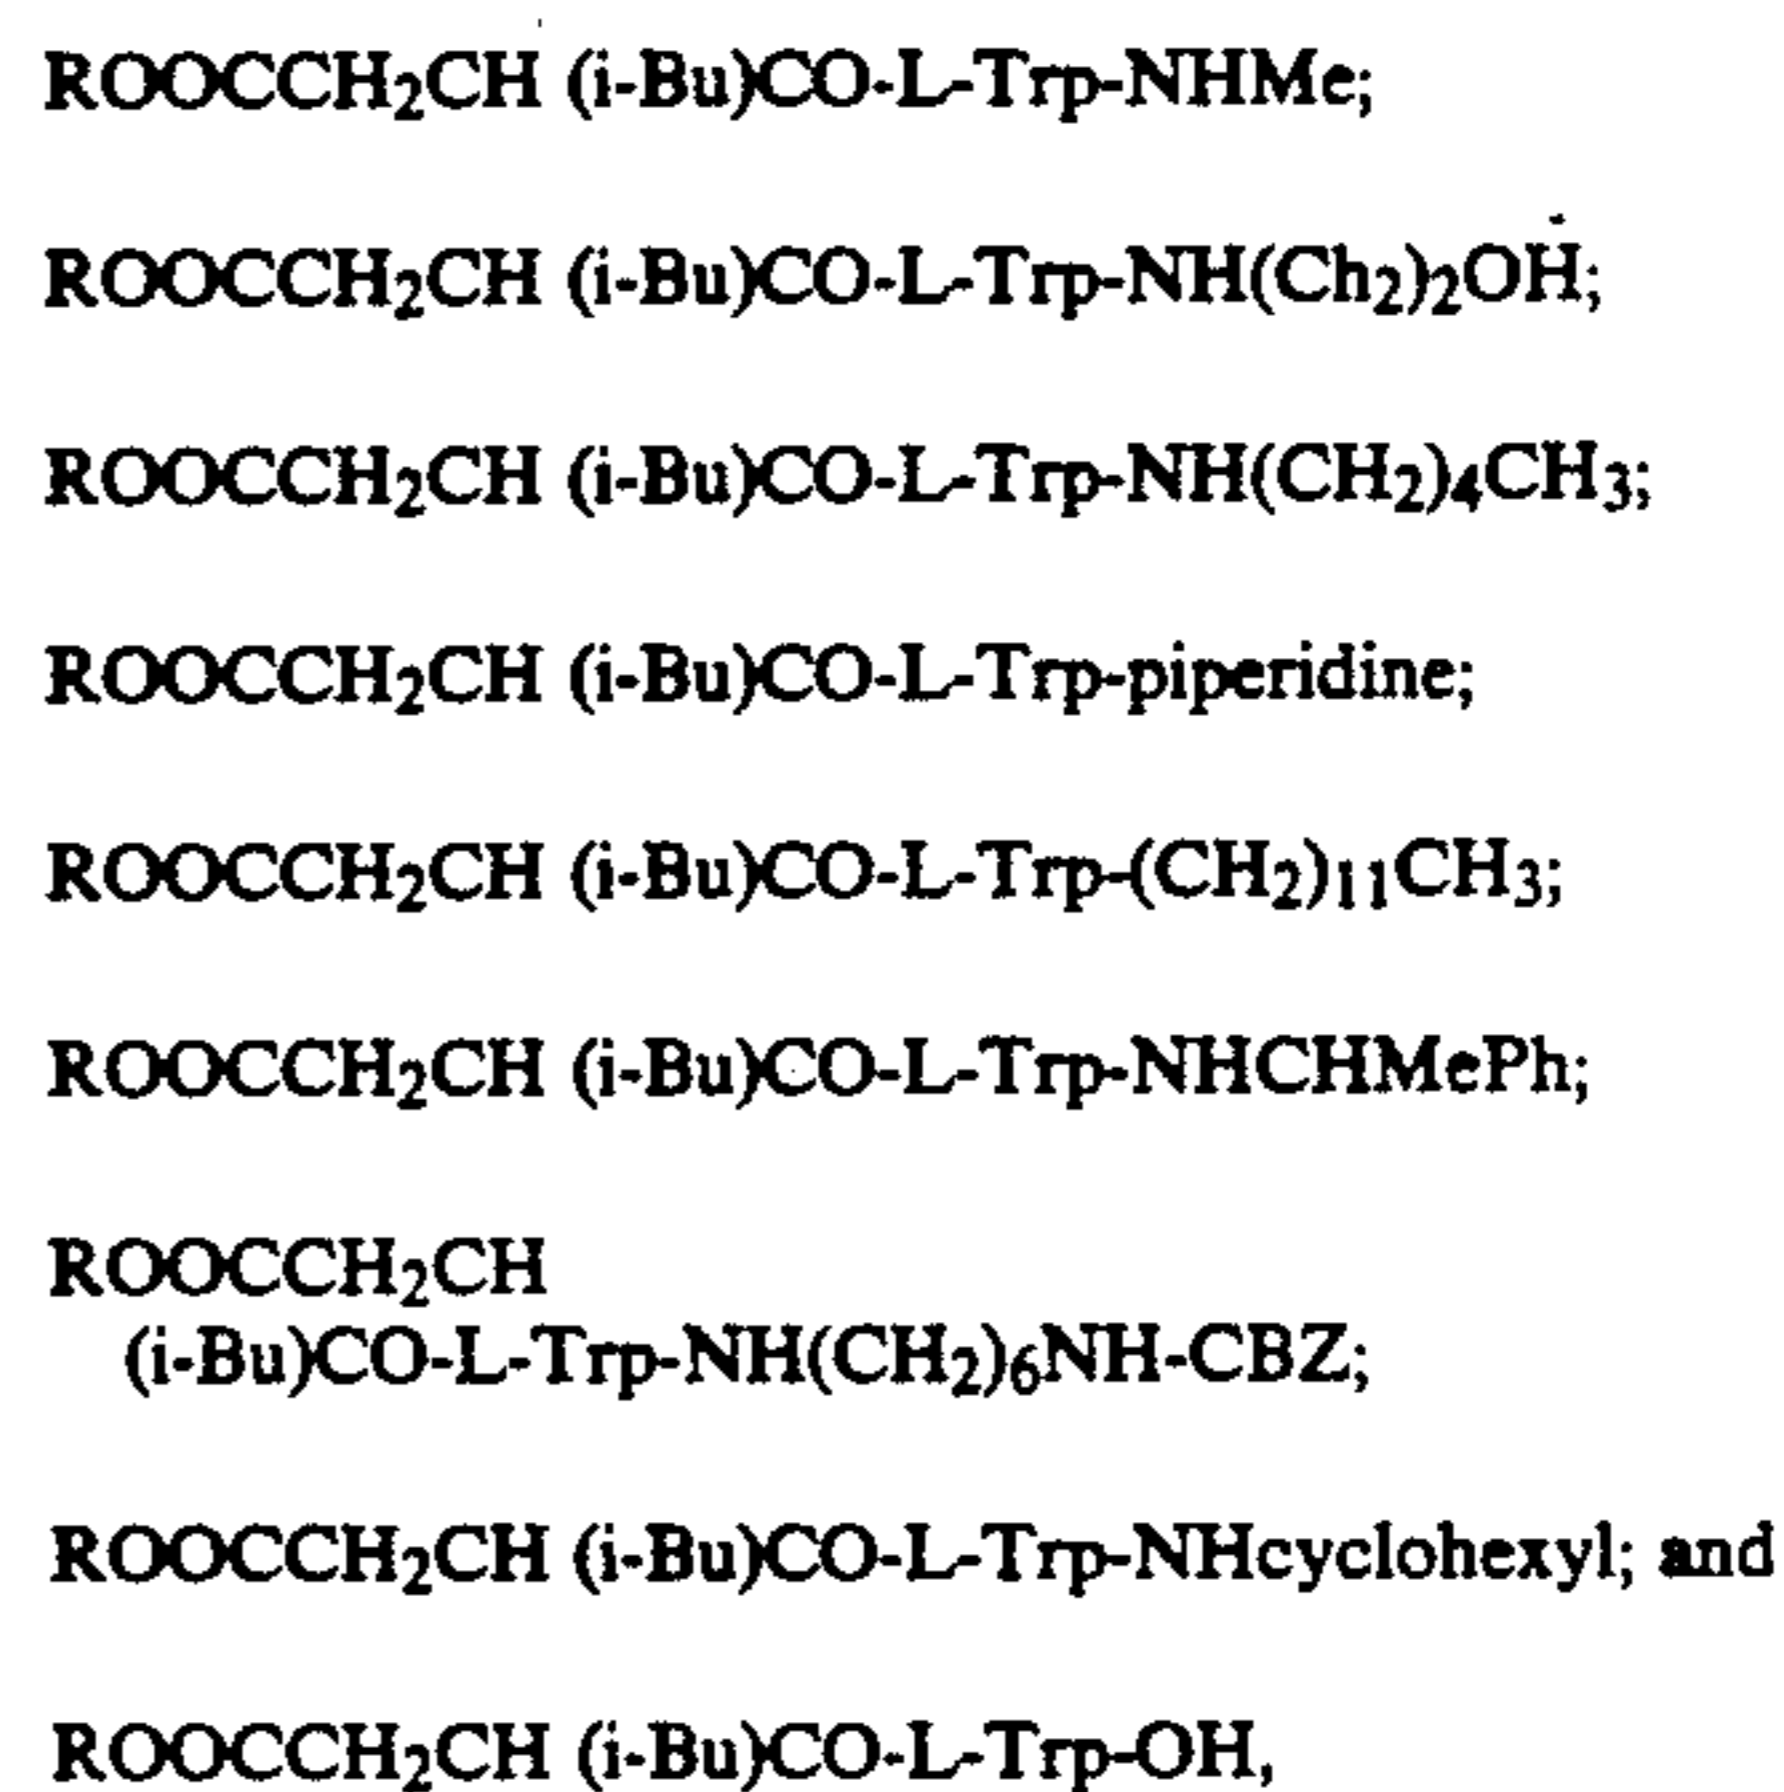 ROOCCH₂CH (i-Bu)CO-L-Trp-NHMe;
ROOCCH₂CH (i-Bu)CO-L-Trp-NH(Ch₂)₂OH;
ROOCCH₂CH (i-Bu)CO-L-Trp-NH(CH₂)₄CH₃;
ROOCCH₂CH (i-Bu)CO-L-Trp-piperidine;
ROOCCH₂CH (i-Bu)CO-L-Trp-(CH₂)₁₁CH₃;
ROOCCH₂CH (i-Bu)CO-L-Trp-NHCHMePh;
ROOCCH₂CH
(i-Bu)CO-L-Trp-NH(CH₂)₆NH-CBZ;
ROOCCH₂CH (i-Bu)CO-L-Trp-NHcyclohexyl; and
ROOCCH₂CH (i-Bu)CO-L-Trp-OH,